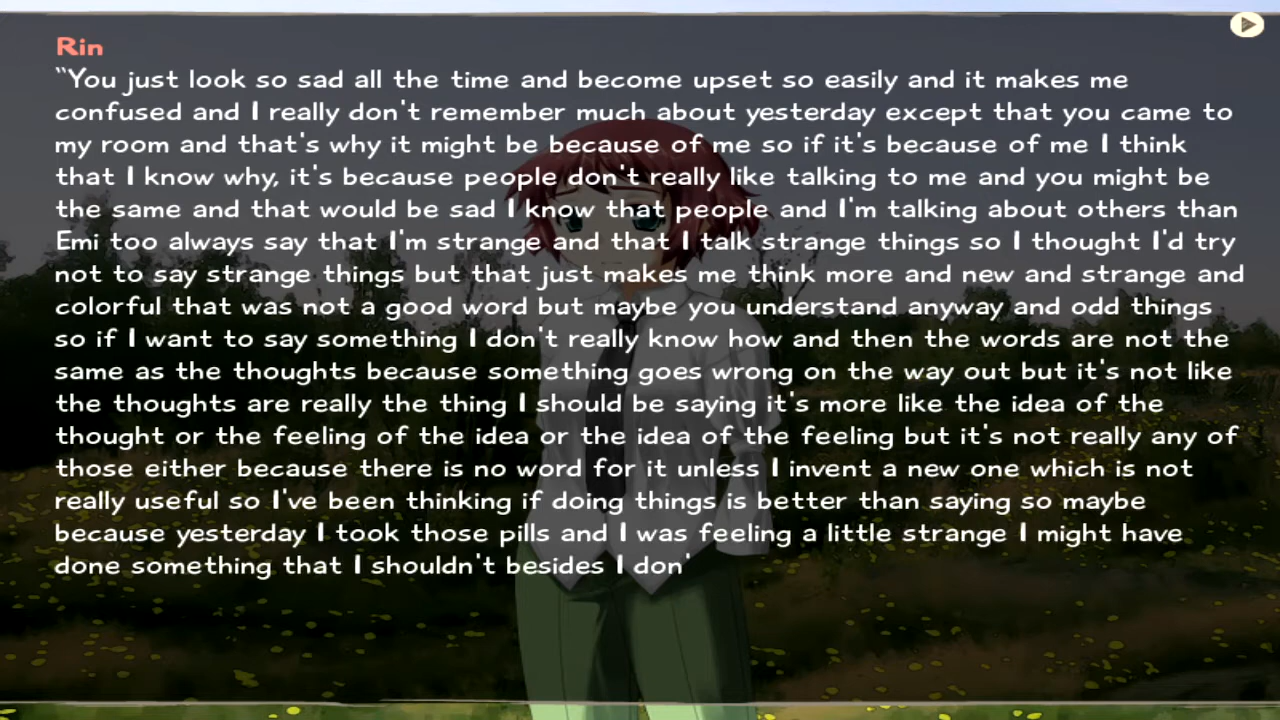 Rin
“You just look so sad all the time and become upset so easily and it makes me
confused and I really don't remember much about yesterday except that you came to
my room and that's why it might be because of me so if it's because of me I think
that I know why, it's because people don't really like talking to me and you might be
the same and that would be sad I know that people and I'm talking about others than
Emi too always say that I'm strange and that I talk strange things so I thought I'd try
not to say strange things but that just makes me think more and new and strange and
colorful that was not a good word but maybe you understand anyway and odd things
so if I want to say something I don't really know how and then the words are not the
same as the thoughts because something goes wrong on the way out but it's not like
the thoughts are really the thing I should be saying it's more like the idea of the
thought or the feeling of the idea or the idea of the feeling but it's not really any of
those either because there is no word for it unless I invent a new one which is not
really useful so I've been thinking if doing things is better than saying so maybe
because yesterday I took those pills and I was feeling a little strange I might have
done something that I shouldn't besides I don'